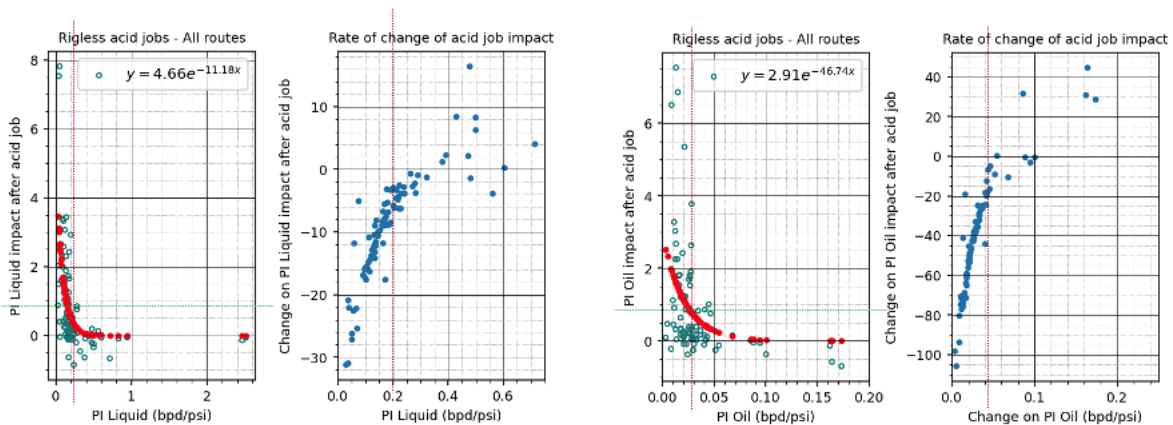 Rigless acid jobs - All routes
y = 4.66e^{-11.18x}
PI Liquid impact after acid job
8
6
4
2
0
0
1
2
PI Liquid (bpd/psi)
Rate of change of acid job impact
Change on PI Liquid impact after acid job
10
0
−10
−20
−30
0.0
0.2
0.4
0.6
PI Liquid (bpd/psi)
Rigless acid jobs - All routes
y = 2.91e^{-46.74x}
PI Oil impact after acid job
6
4
2
0
0.00
0.05
0.10
0.15
0.20
PI Oil (bpd/psi)
Rate of change of acid job impact
Change on PI Oil impact after acid job
40
20
0
−20
−40
−60
−80
−100
0.0
0.1
0.2
Change on PI Oil (bpd/psi)